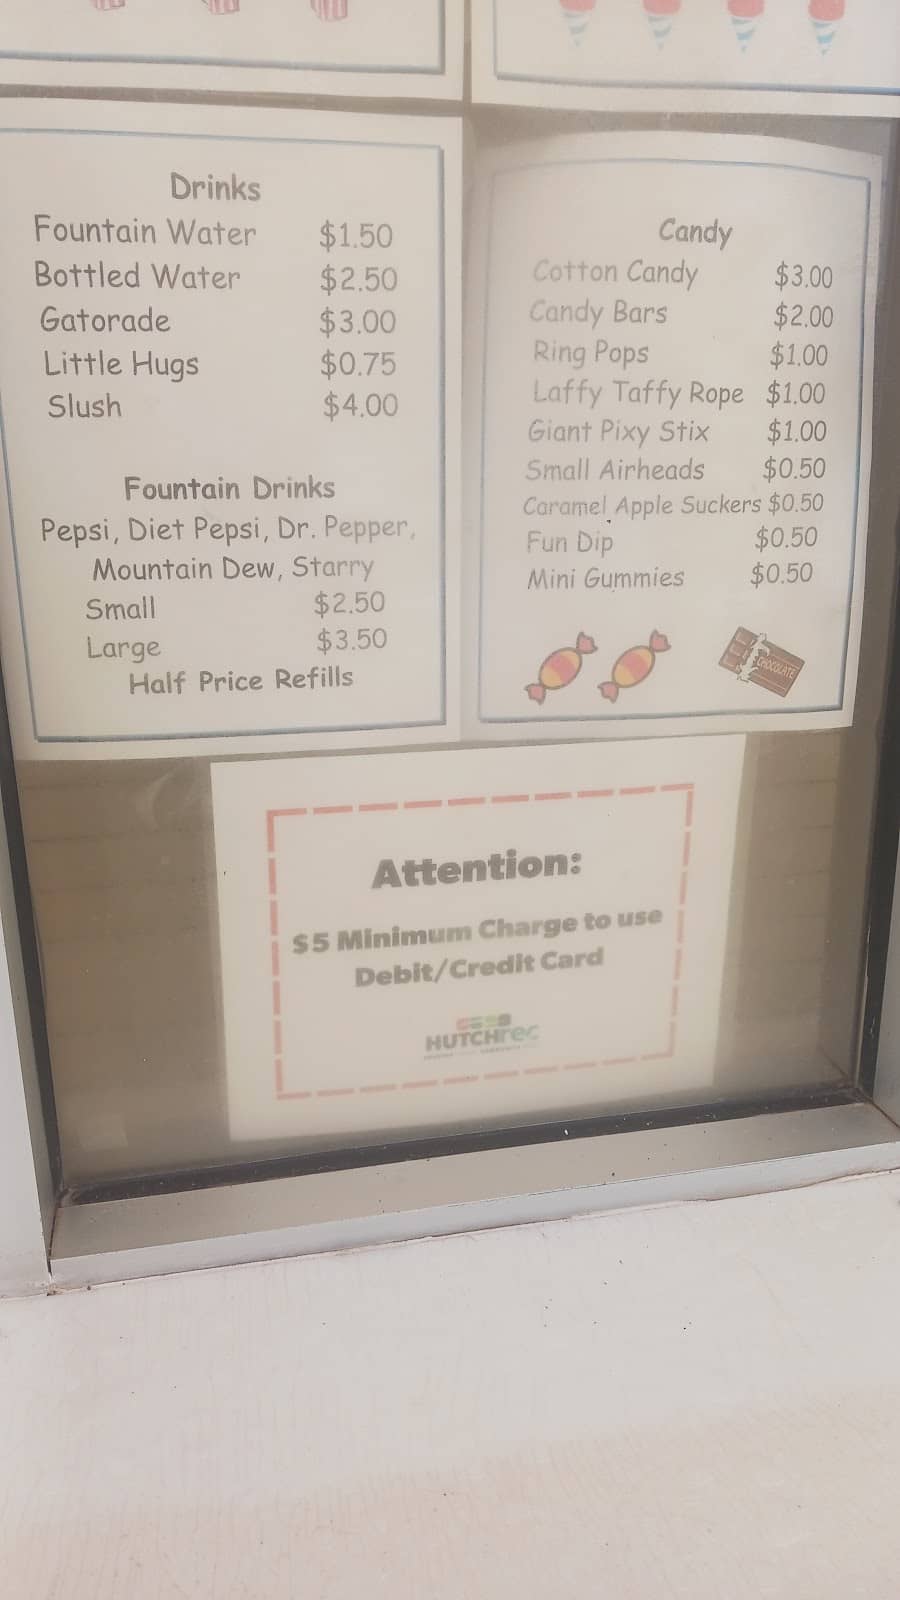 Drinks
Fountain Water $1.50
Bottled Water $2.50
Gatorade $3.00
Little Hugs $0.75
Slush $4.00
Fountain Drinks
Pepsi, Diet Pepsi, Dr. Pepper,
Mountain Dew, Starry
Small $2.50
Large $3.50
Half Price Refills
Candy
Cotton Candy $3.00
Candy Bars $2.00
Ring Pops $1.00
Laffy Taffy Rope $1.00
Giant Pixy Stix $1.00
Small Airheads $0.50
Caramel Apple Suckers $0.50
Fun Dip $0.50
Mini Gummies $0.50
CHOCOLATE
Attention:
$5 Minimum Charge to use
Debit/Credit Card
HUTCHrec